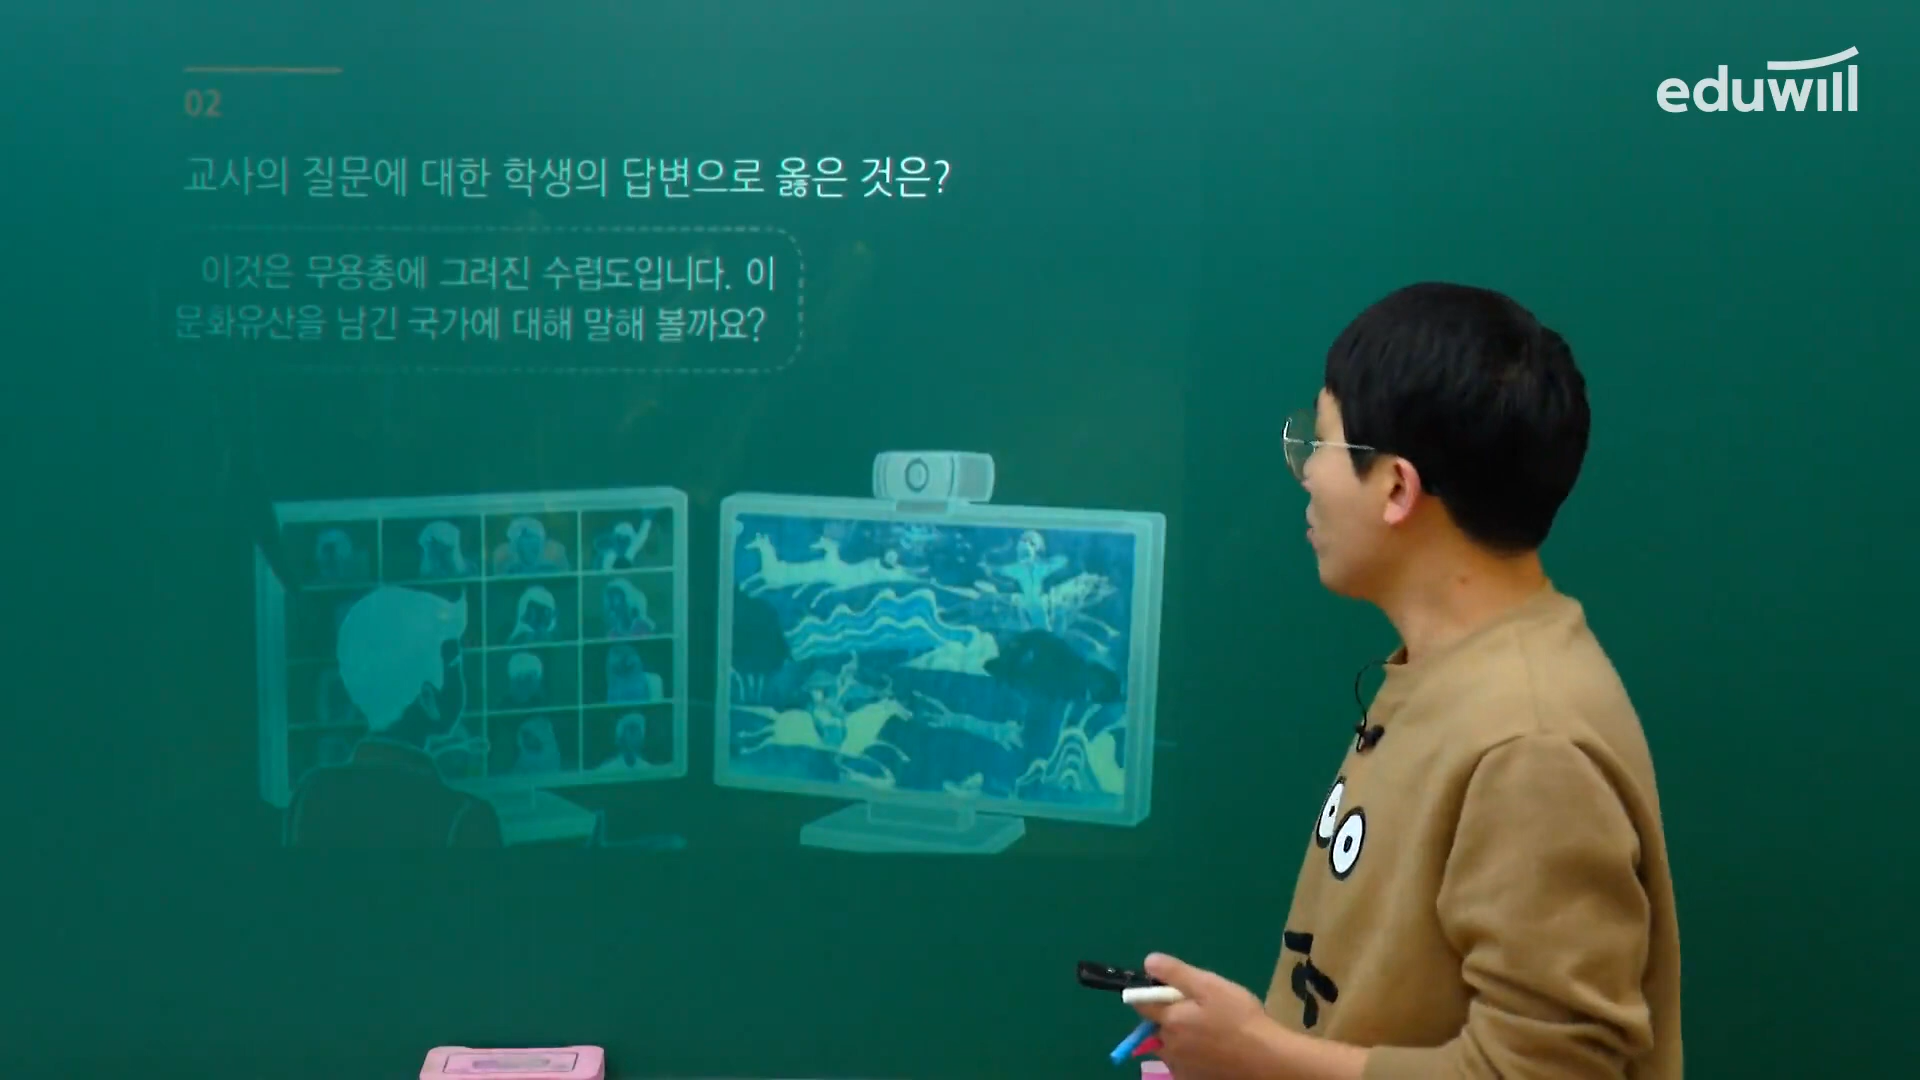 eduwill
02
교사의 질문에 대한 학생의 답변으로 옳은 것은?
이것은 무용총에 그려진 수렵도입니다. 이
문화유산을 남긴 국가에 대해 말해 볼까요?